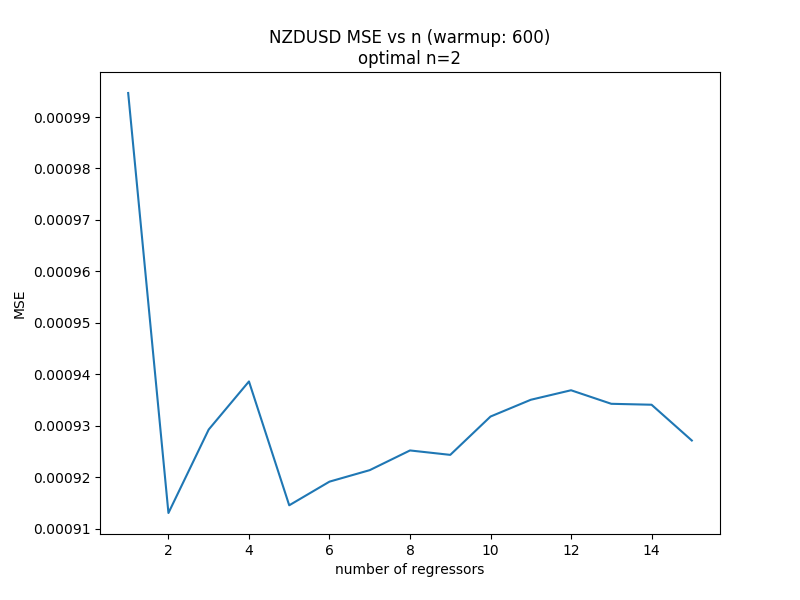 NZDUSD MSE vs n (warmup: 600)
optimal n=2
0.00099
0.00098
0.00097
0.00096
0.00095
0.00094
0.00093
0.00092
0.00091
MSE
2 4 6 8 10 12 14
number of regressors